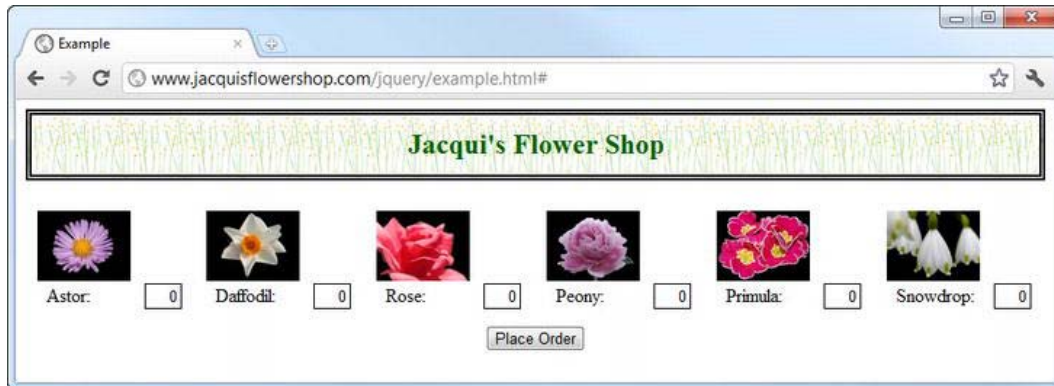 Example
www.jacquisflowershop.com/jquery/example.html#
Jacqui's Flower Shop
Astor: 0 Daffodil: 0 Rose: 0 Peony: 0 Primula: 0 Snowdrop: 0
Place Order